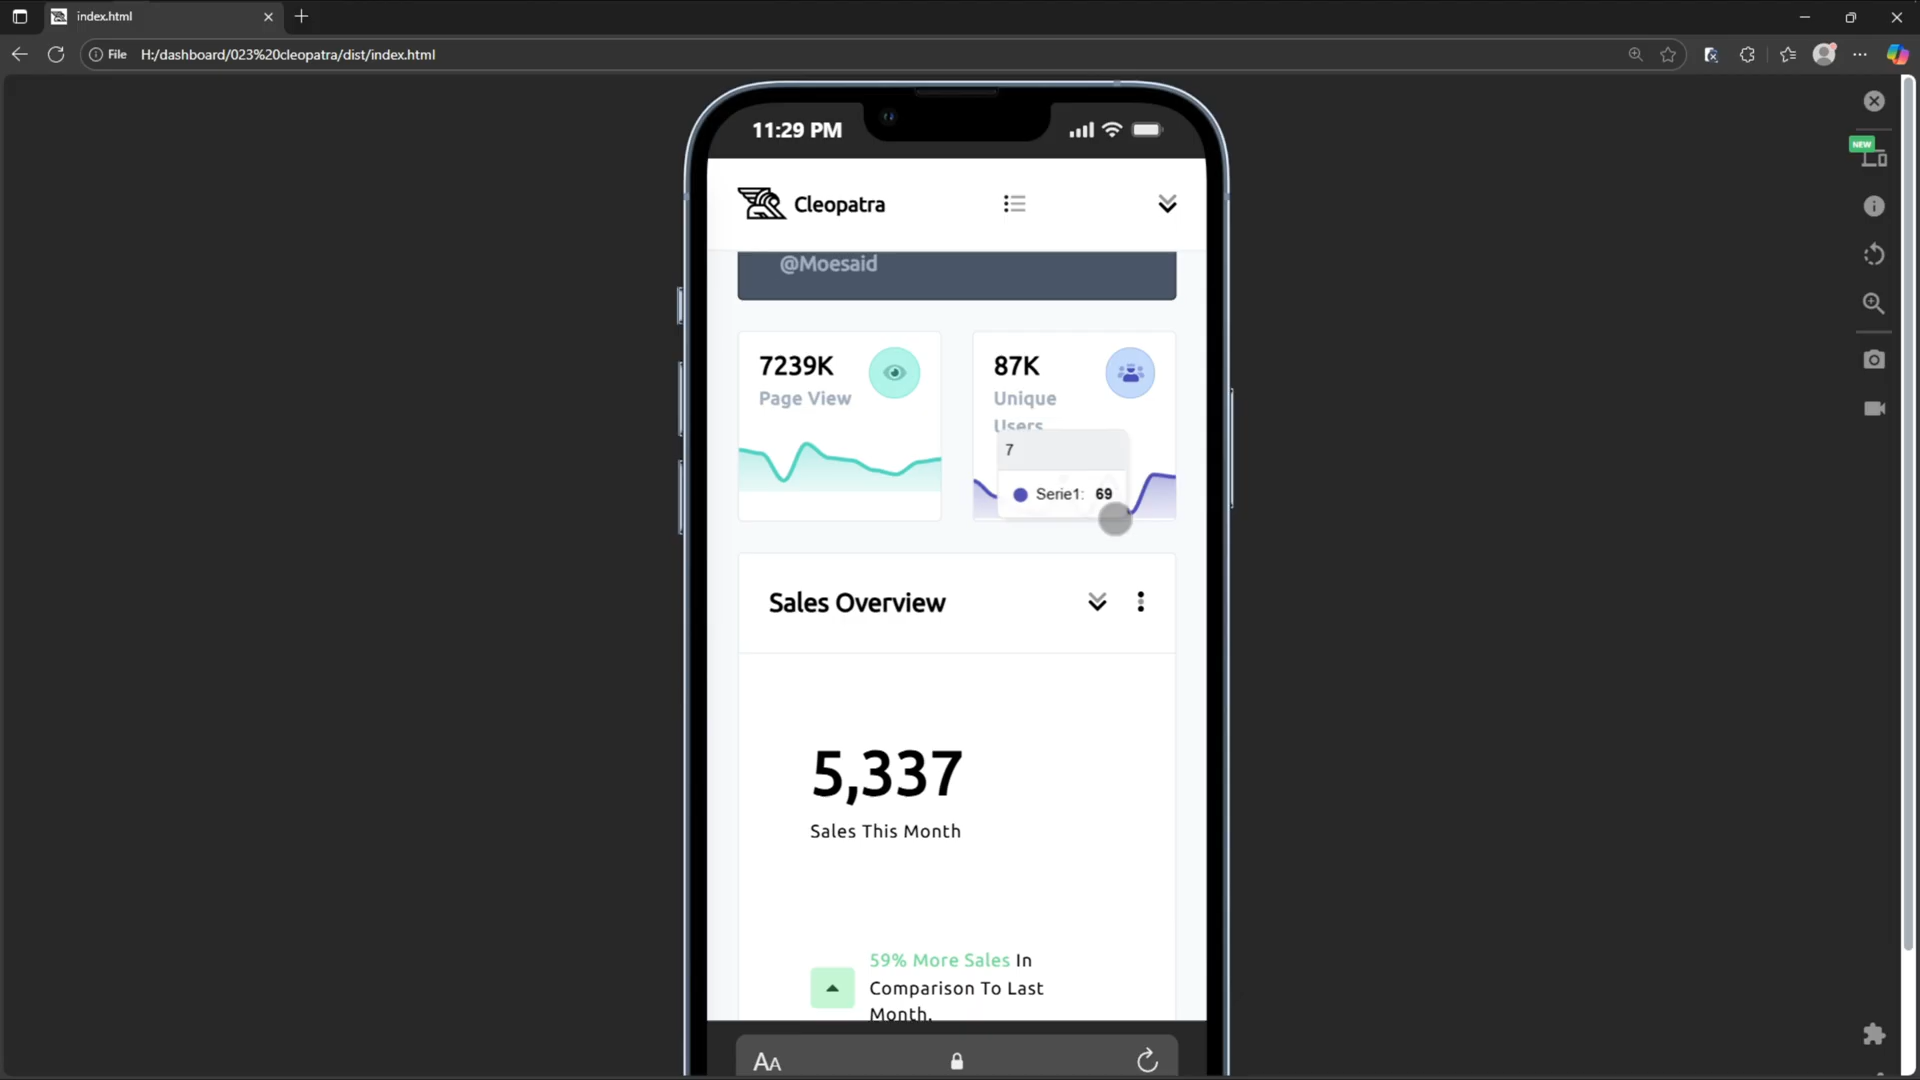 index.html
File H:/dashboard/023%20cleopatra/dist/index.html
NEW
11:29 PM
Cleopatra
@Moesaid
7239K
Page View
87K
Unique
Users
7
Serie1: 69
Sales Overview
5,337
Sales This Month
59% More Sales In
Comparison To Last
Month.
AA